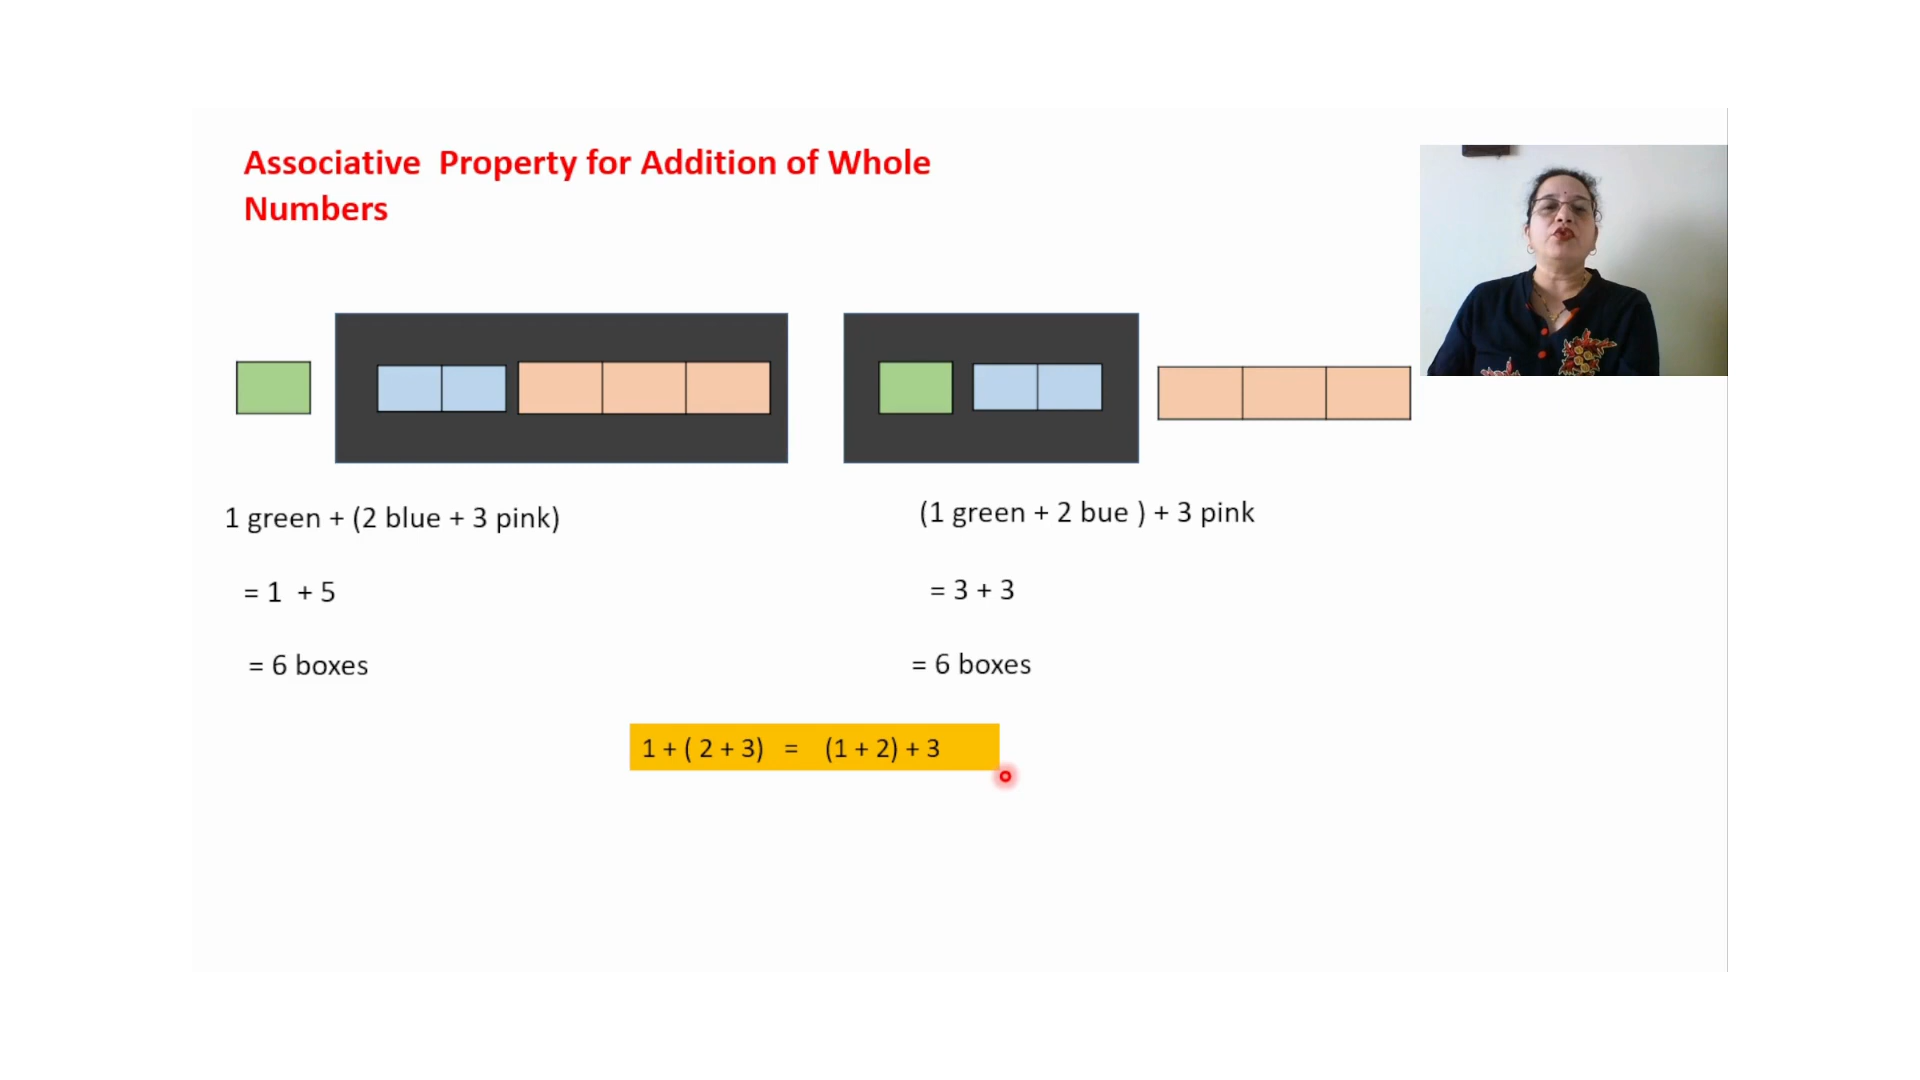 Associative  Property for Addition of Whole
Numbers
1 green + (2 blue + 3 pink)
= 1  + 5
= 6 boxes
(1 green + 2 bue ) + 3 pink
= 3 + 3
= 6 boxes
1 + ( 2 + 3)   =    (1 + 2) + 3